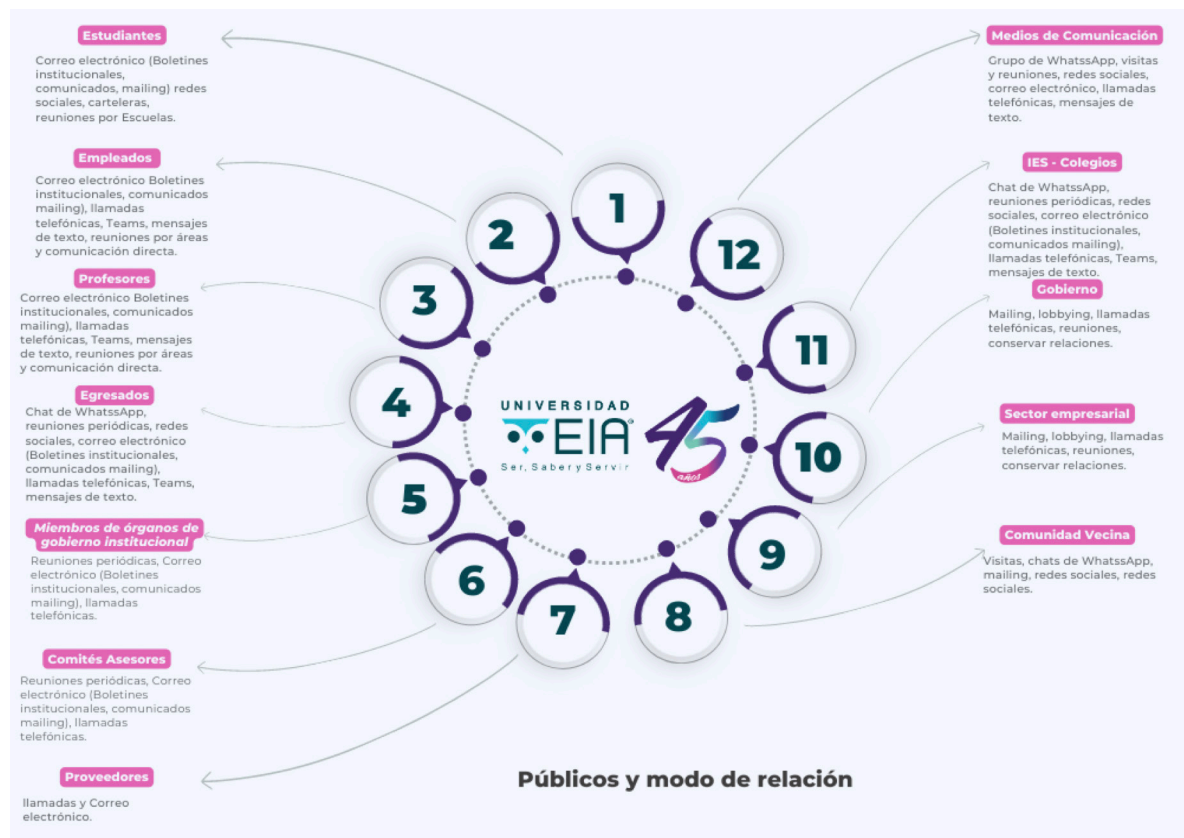 Estudiantes
Correo electrónico (Boletines
institucionales,
comunicados, mailing) redes
sociales, carteleras,
reuniones por Escuelas.
Empleados
Correo electrónico Boletines
institucionales, comunicados
mailing), llamadas
telefónicas, Teams, mensajes
de texto, reuniones por áreas
y comunicación directa.
Profesores
Correo electrónico Boletines
institucionales, comunicados
mailing), llamadas
telefónicas, Teams, mensajes
de texto, reuniones por áreas
y comunicación directa.
Egresados
Chat de WhatssApp,
reuniones periódicas, redes
sociales, correo electrónico
(Boletines institucionales,
comunicados mailing),
llamadas telefónicas, Teams,
mensajes de texto.
Miembros de órganos de
gobierno institucional
Reuniones periódicas, Correo
electrónico (Boletines
institucionales, comunicados
mailing), llamadas
telefónicas.
Comités Asesores
Reuniones periódicas, Correo
electrónico (Boletines
institucionales, comunicados
mailing), llamadas
telefónicas.
Proveedores
llamadas y Correo
electrónico.
1
2
3
4
5
6
7
8
9
10
11
12
UNIVERSIDAD
EIA
Ser, Saber y Servir
45
años
Medios de Comunicación
Grupo de WhatssApp, visitas
y reuniones, redes sociales,
correo electrónico, llamadas
telefónicas, mensajes de
texto.
IES - Colegios
Chat de WhatssApp,
reuniones periódicas, redes
sociales, correo electrónico
(Boletines institucionales,
comunicados mailing),
llamadas telefónicas, Teams,
mensajes de texto.
Gobierno
Mailing, lobbying, llamadas
telefónicas, reuniones,
conservar relaciones.
Sector empresarial
Mailing, lobbying, llamadas
telefónicas, reuniones,
conservar relaciones.
Comunidad Vecina
Visitas, chats de WhatssApp,
mailing, redes sociales, redes
sociales.
Públicos y modo de relación